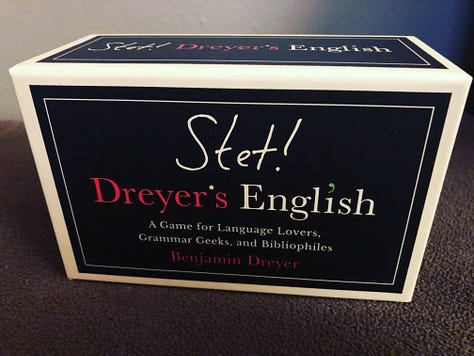 Stet! Dreyer's English
Stet!
Dreyer's English
A Game for Language Lovers,
Grammar Geeks, and Bibliophiles
Benjamin Dreyer